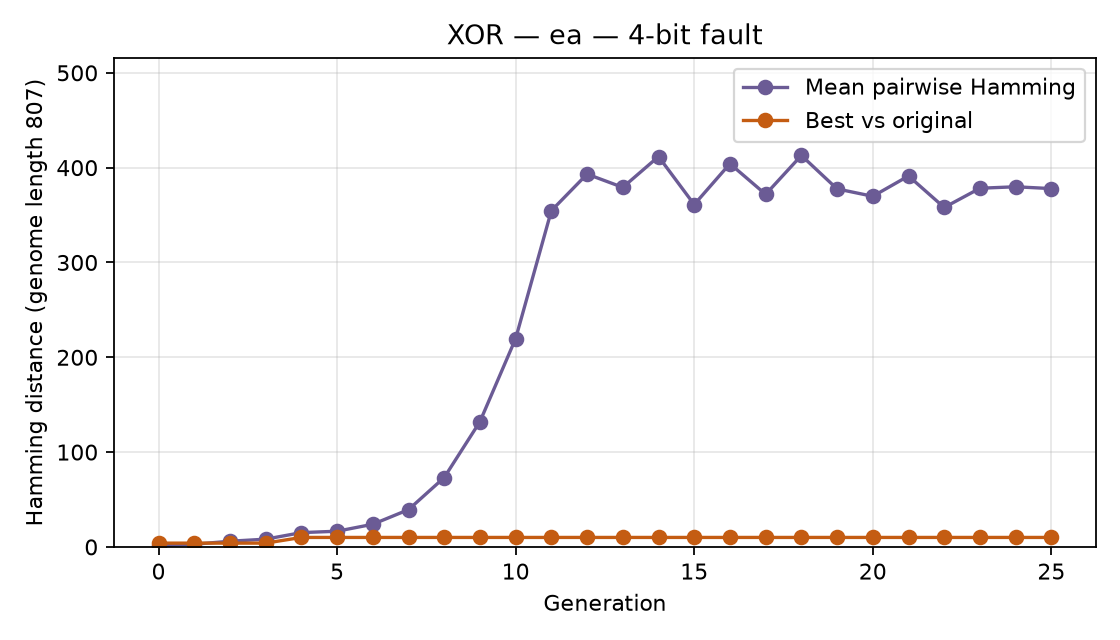 XOR — ea — 4-bit fault
Hamming distance (genome length 807)
500
400
300
200
100
0
Mean pairwise Hamming
Best vs original
0 5 10 15 20 25
Generation